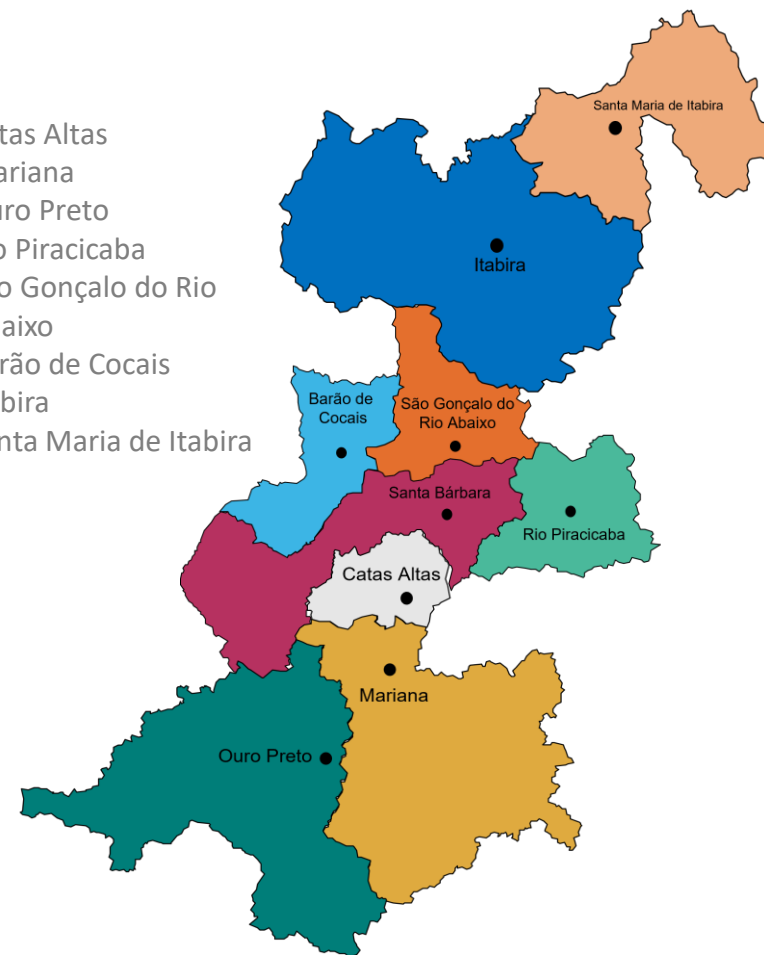 tas Altas
ariana
uro Preto
o Piracicaba
o Gonçalo do Rio
aixo
rão de Cocais
bira
nta Maria de Itabira
Santa Maria de Itabira
Itabira
Barão de
Cocais
São Gonçalo do
Rio Abaixo
Santa Bárbara
Rio Piracicaba
Catas Altas
Mariana
Ouro Preto